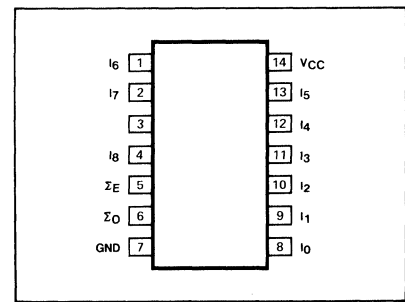 I6 1 14 VCC
I7 2 13 I5
3 12 I4
I8 4 11 I3
ΣE 5 10 I2
ΣO 6 9 I1
GND 7 8 I0